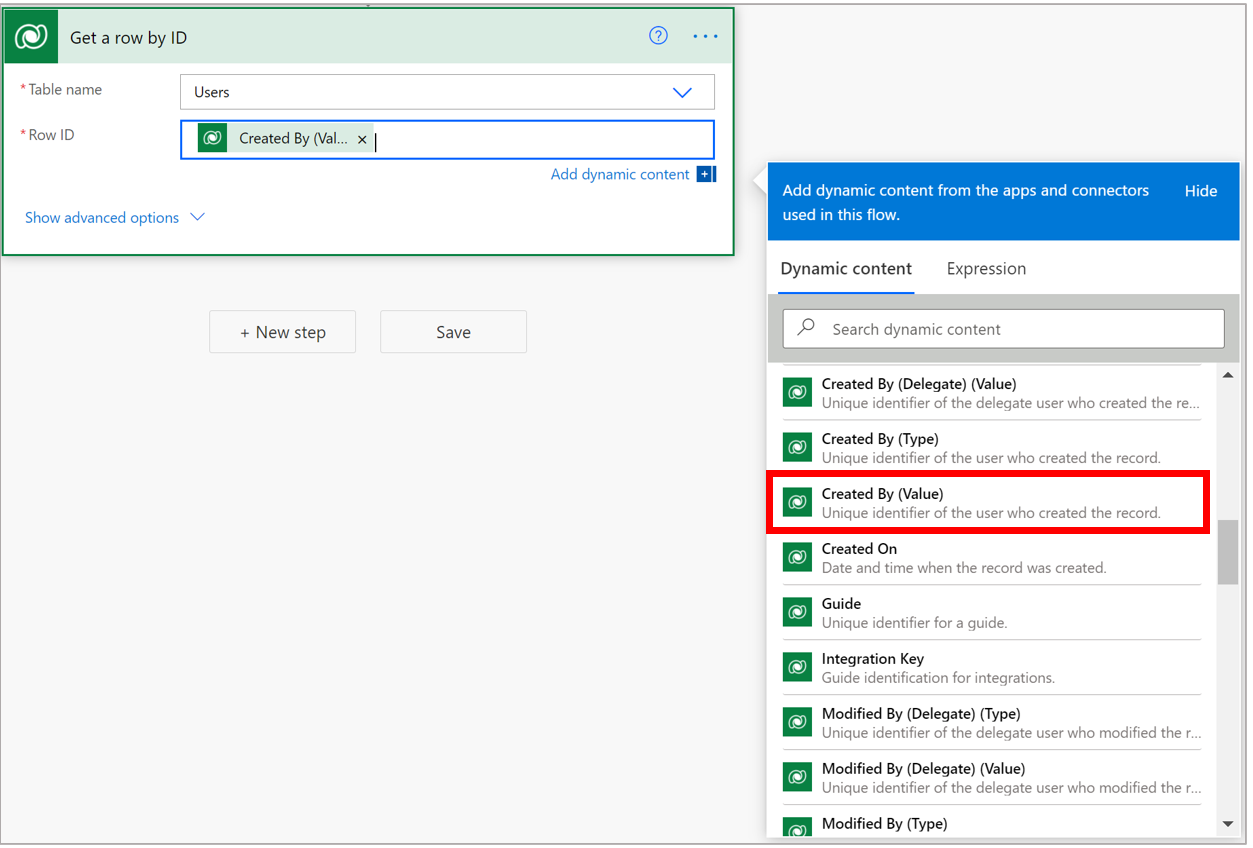 Get a row by ID
* Table name
Users
* Row ID
Created By (Val... ×
Add dynamic content +
Show advanced options
+ New step
Save
Add dynamic content from the apps and connectors
used in this flow.
Hide
Dynamic content
Expression
Search dynamic content
Created By (Delegate) (Value)
Unique identifier of the delegate user who created the re...
Created By (Type)
Unique identifier of the user who created the record.
Created By (Value)
Unique identifier of the user who created the record.
Created On
Date and time when the record was created.
Guide
Unique identifier for a guide.
Integration Key
Guide identification for integrations.
Modified By (Delegate) (Type)
Unique identifier of the delegate user who modified the r...
Modified By (Delegate) (Value)
Unique identifier of the delegate user who modified the r...
Modified By (Type)